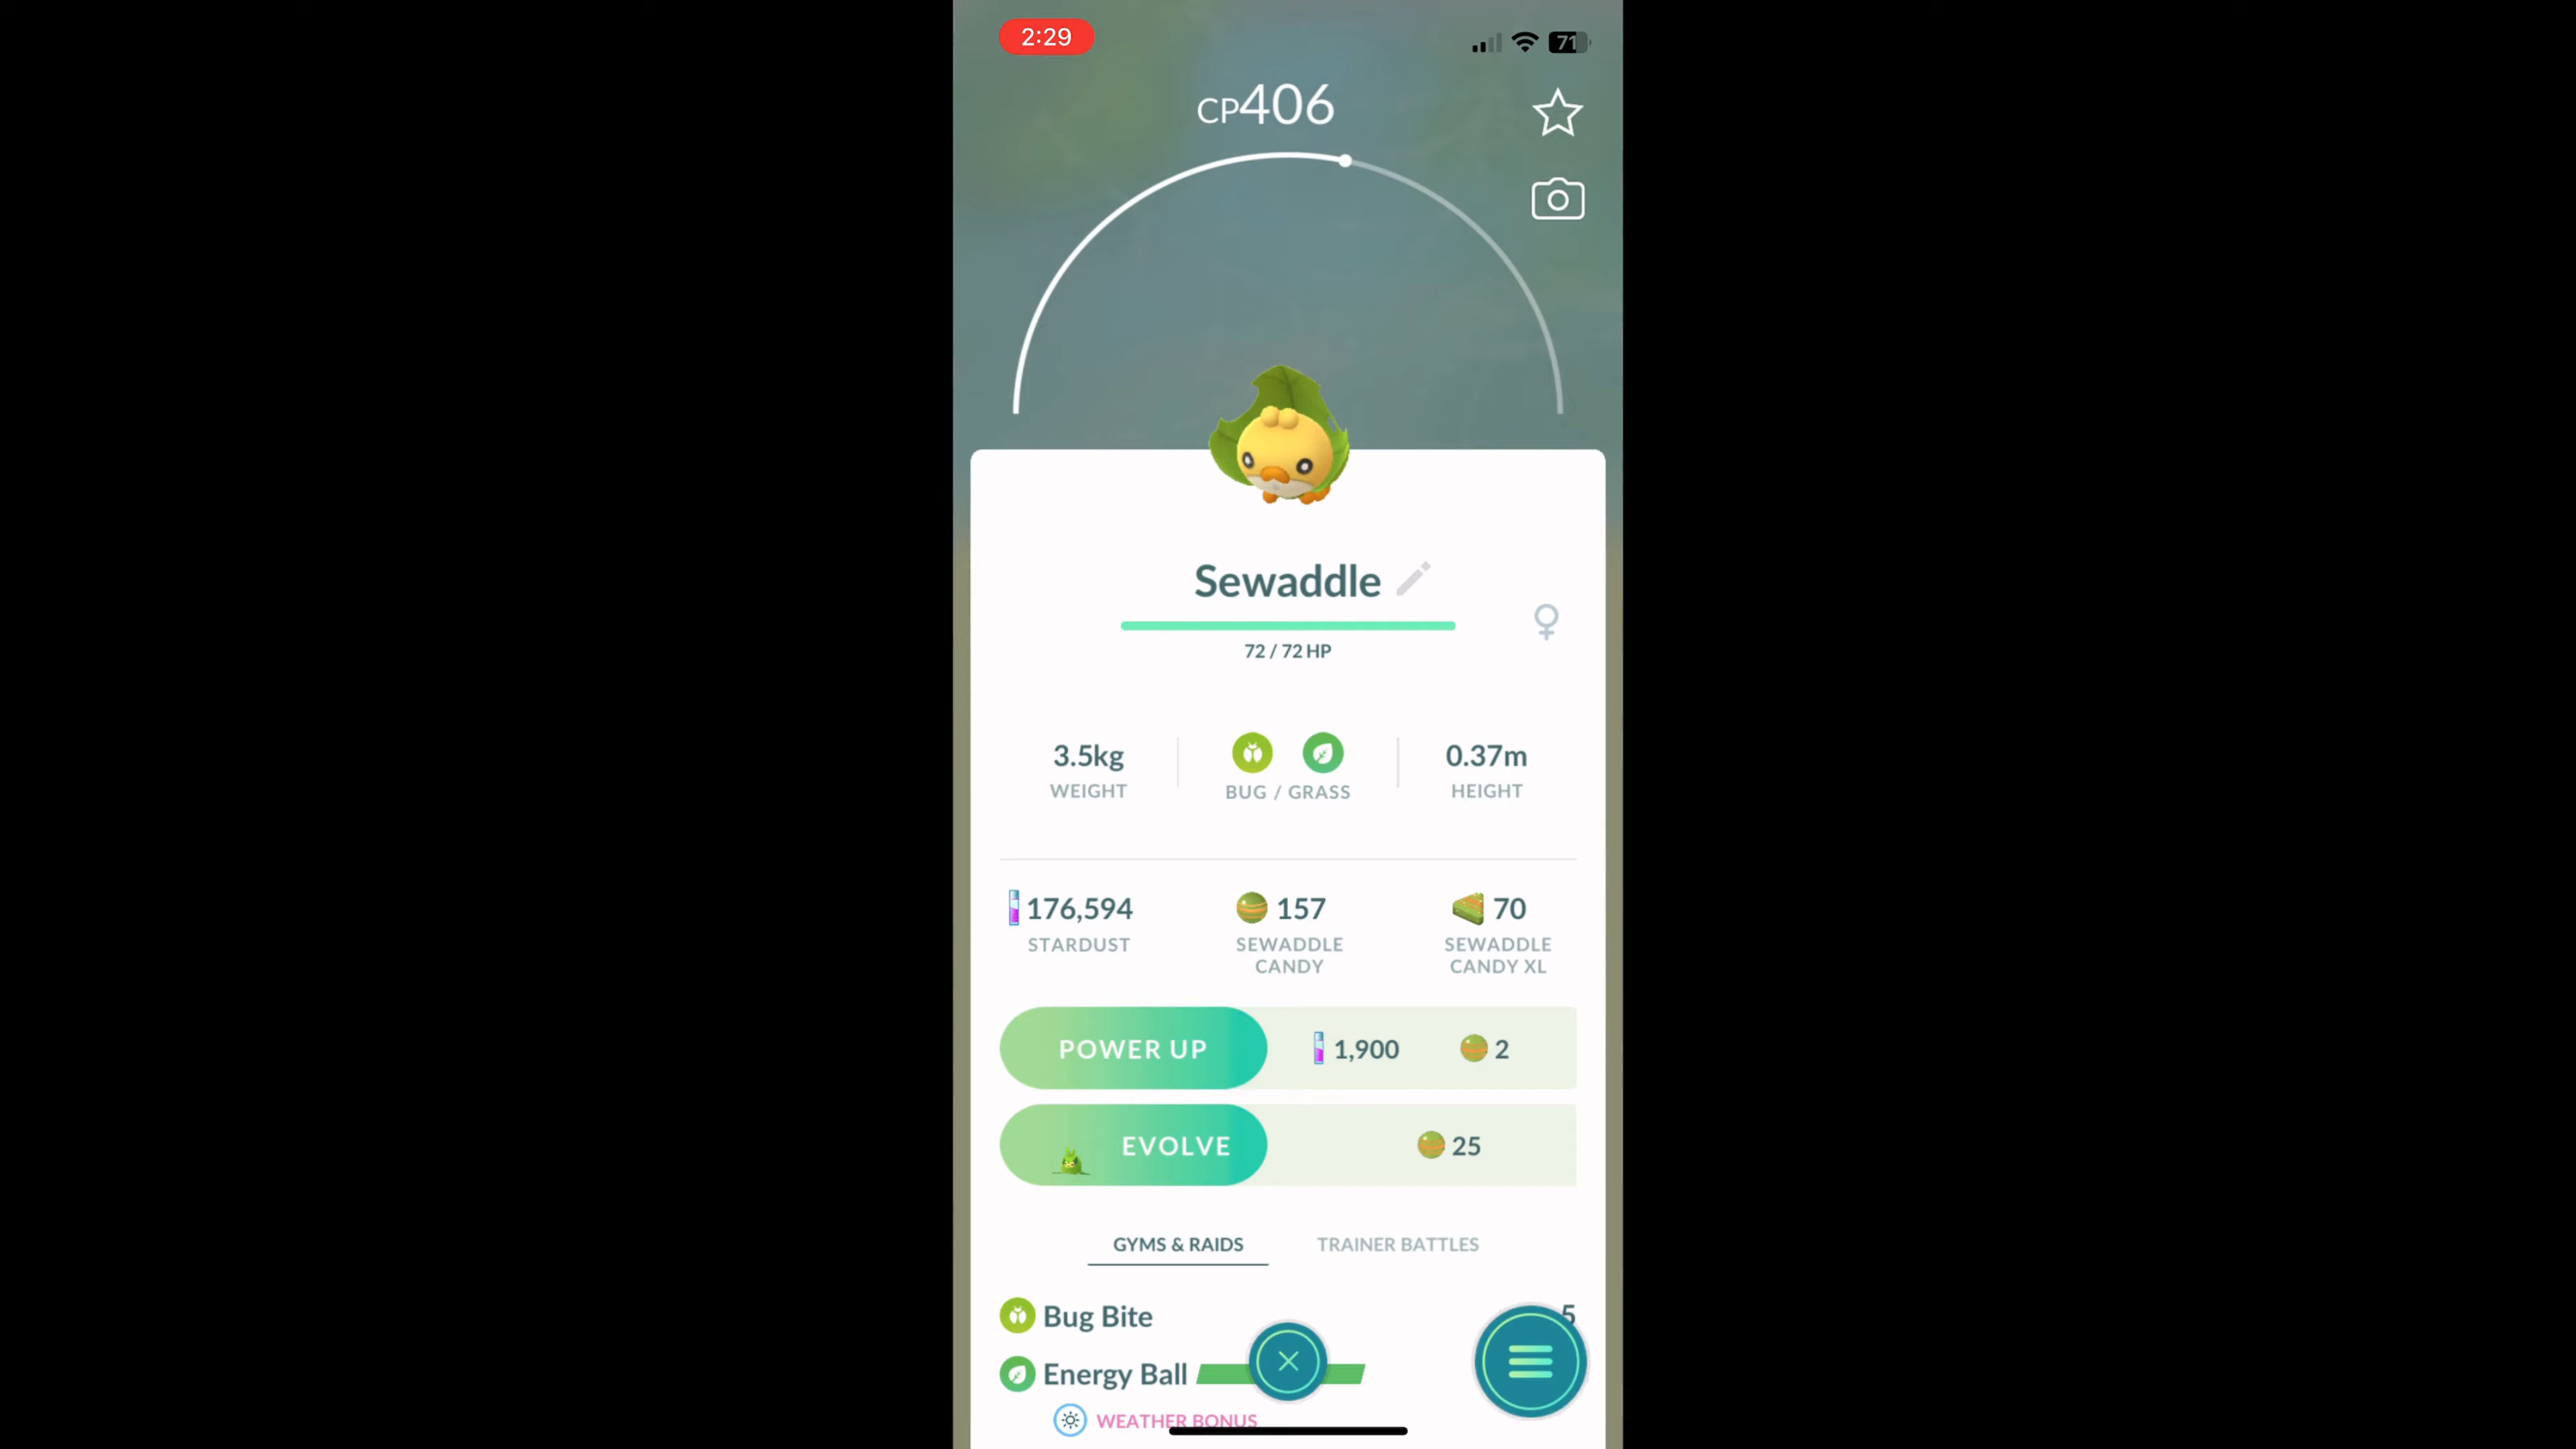 2:29
71
CP406
Sewaddle
72 / 72 HP
3.5kg
WEIGHT
BUG / GRASS
0.37m
HEIGHT
176,594
STARDUST
157
SEWADDLE
CANDY
70
SEWADDLE
CANDY XL
POWER UP
1,900
2
EVOLVE
25
GYMS & RAIDS
TRAINER BATTLES
Bug Bite
5
Energy Ball
WEATHER BONUS